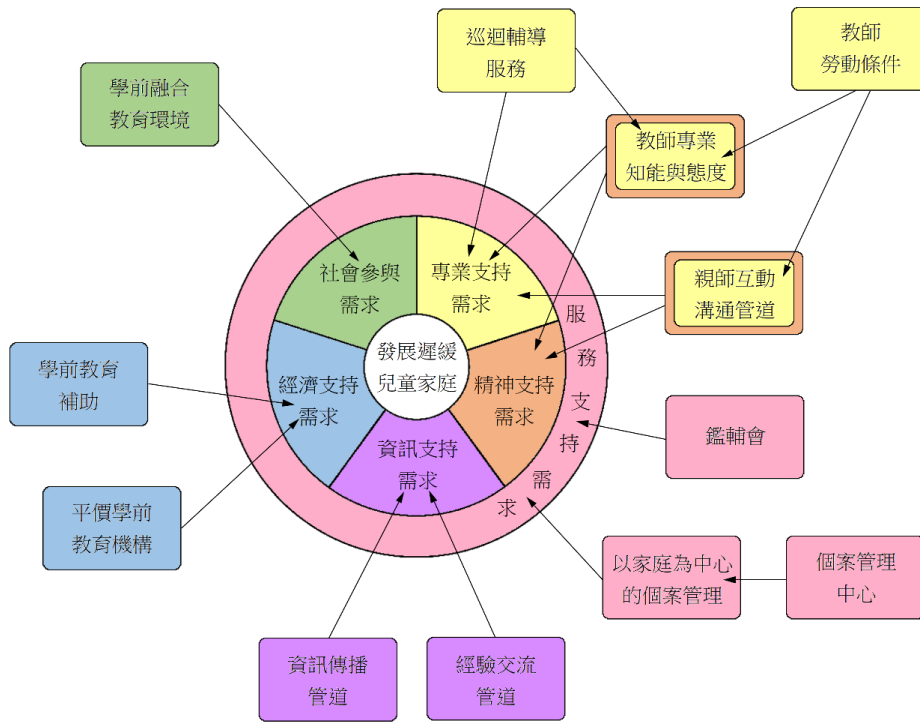 巡迴輔導
服務
教師
勞動條件
學前融合
教育環境
教師專業
知能與態度
社會參與
需求
專業支持
需求
親師互動
溝通管道
發展遲緩
兒童家庭
服務支持需求
學前教育
補助
經濟支持
需求
精神支持
需求
資訊支持
需求
鑑輔會
平價學前
教育機構
以家庭為中心
的個案管理
個案管理
中心
資訊傳播
管道
經驗交流
管道